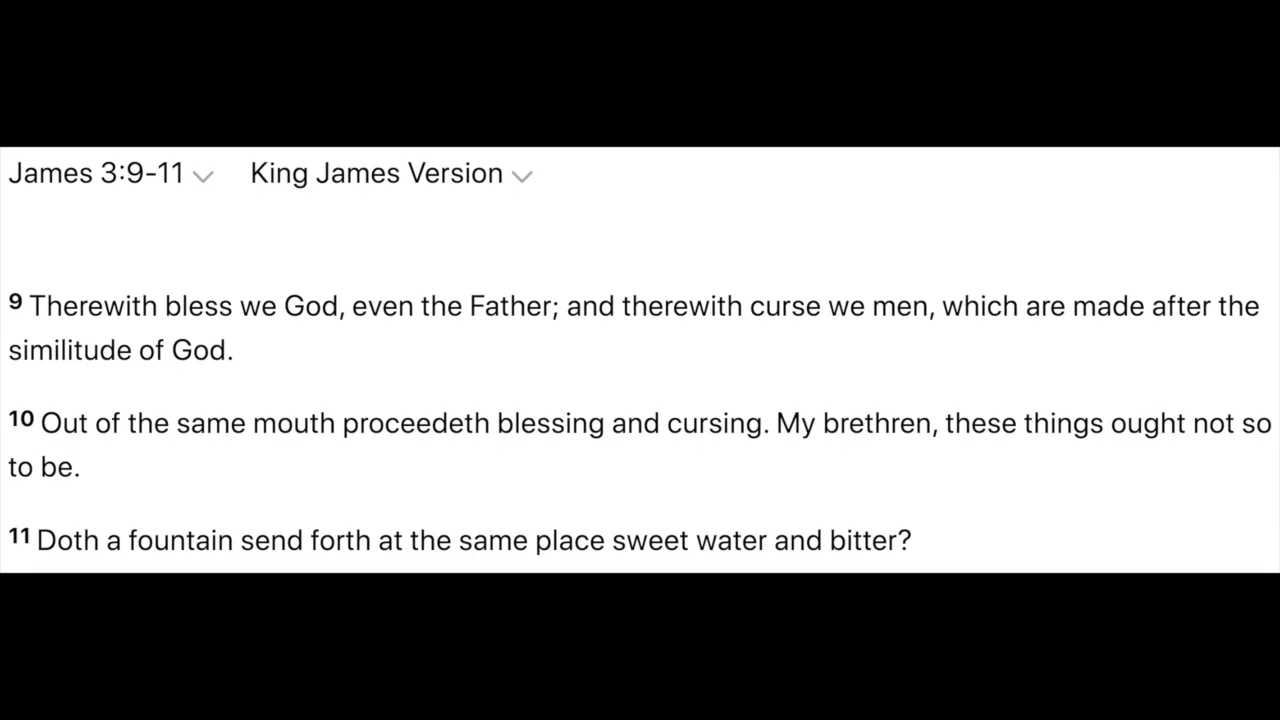 James 3:9-11 King James Version
9 Therewith bless we God, even the Father; and therewith curse we men, which are made after the
similitude of God.
10 Out of the same mouth proceedeth blessing and cursing. My brethren, these things ought not so
to be.
11 Doth a fountain send forth at the same place sweet water and bitter?